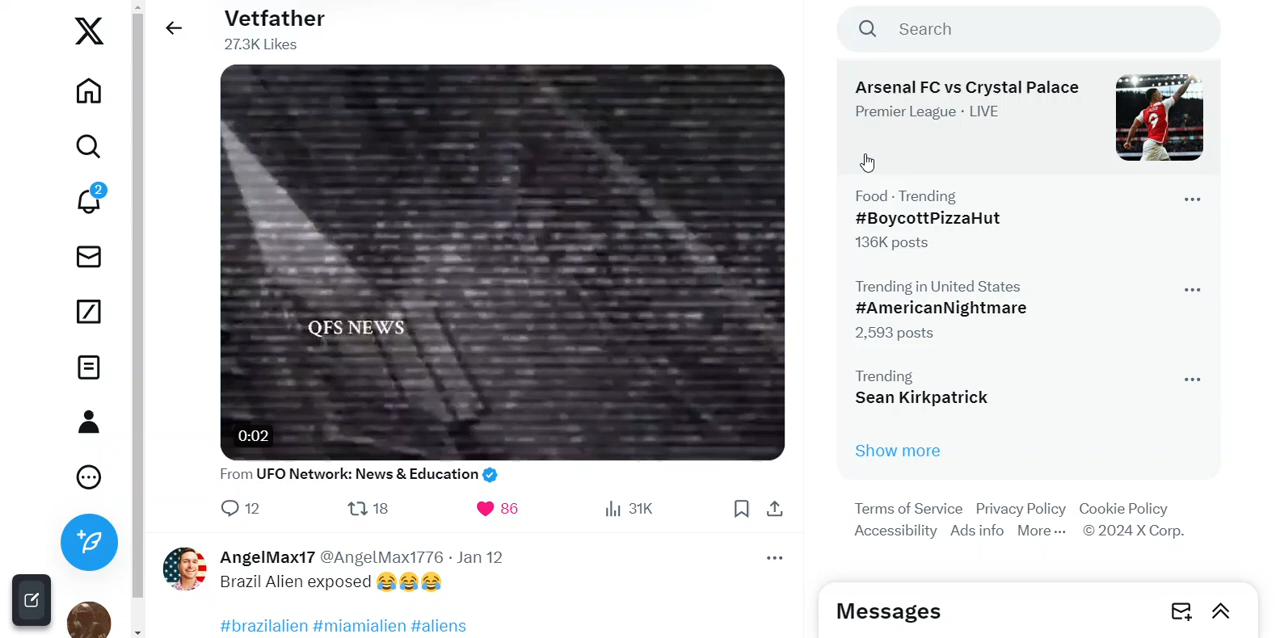 Vetfather
27.3K Likes
QFS NEWS
0:02
From UFO Network: News & Education
12
18
86
31K
AngelMax17 @AngelMax1776 · Jan 12
Brazil Alien exposed 😂😂😂
#brazilalien #miamialien #aliens
2
Search
Arsenal FC vs Crystal Palace
Premier League · LIVE
9
Food · Trending
#BoycottPizzaHut
136K posts
Trending in United States
#AmericanNightmare
2,593 posts
Trending
Sean Kirkpatrick
Show more
Terms of Service Privacy Policy Cookie Policy
Accessibility Ads info More ··· © 2024 X Corp.
Messages